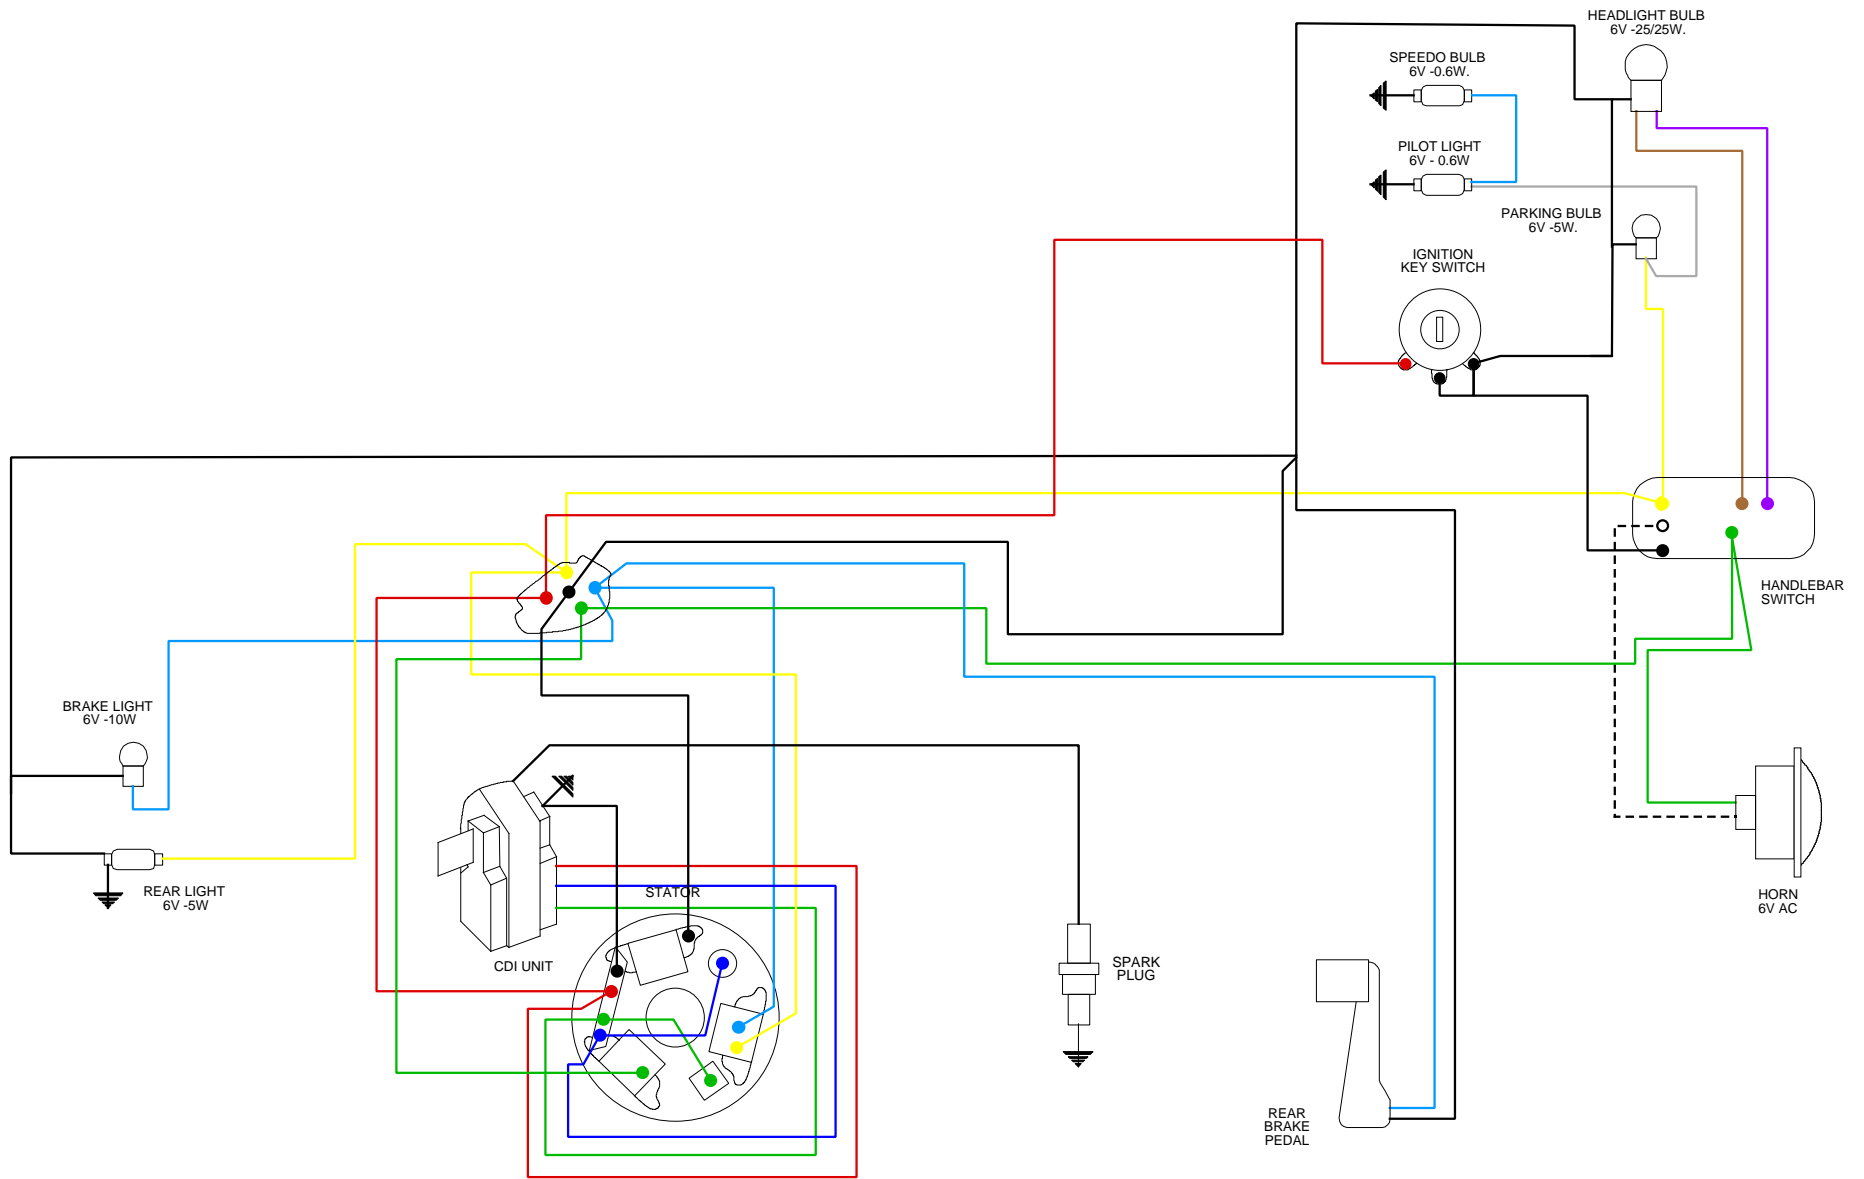 HEADLIGHT BULB
6V -25/25W.
SPEEDO BULB
6V -0.6W.
PILOT LIGHT
6V - 0.6W
PARKING BULB
6V -5W.
IGNITION
KEY SWITCH
HANDLEBAR
SWITCH
BRAKE LIGHT
6V -10W
REAR LIGHT
6V -5W
STATOR
CDI UNIT
SPARK
PLUG
HORN
6V AC
REAR
BRAKE
PEDAL